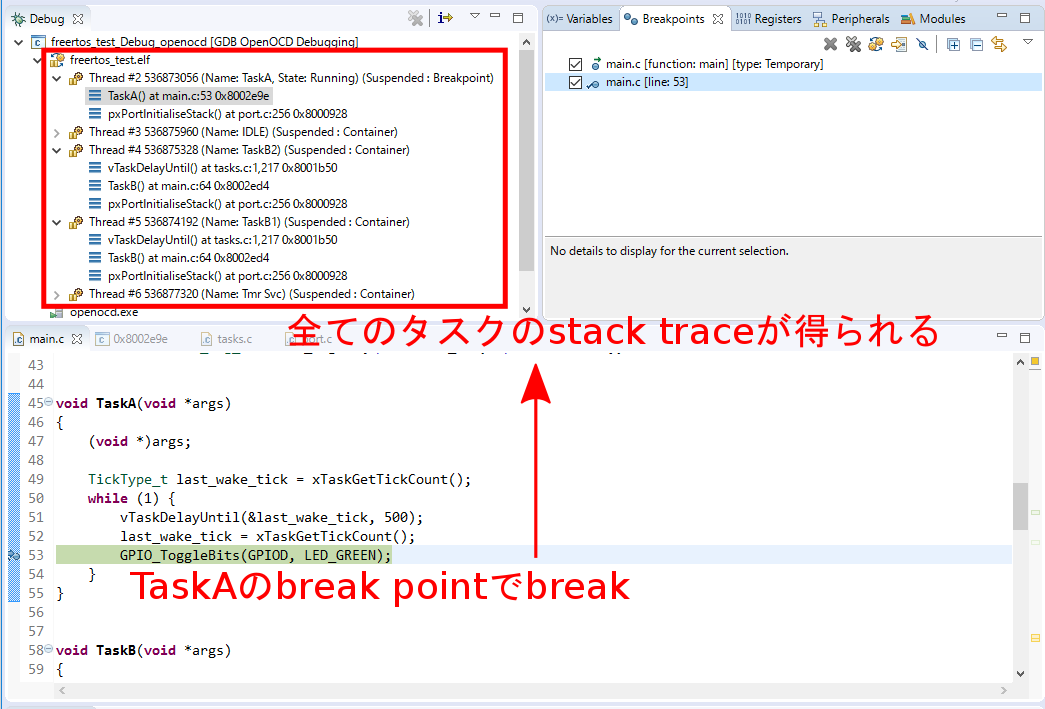 Debug
freertos_test_Debug_openocd [GDB OpenOCD Debugging]
freertos_test.elf
Thread #2 536873056 (Name: TaskA, State: Running) (Suspended : Breakpoint)
TaskA() at main.c:53 0x8002e9e
pxPortInitialiseStack() at port.c:256 0x8000928
Thread #3 536875960 (Name: IDLE) (Suspended : Container)
Thread #4 536875328 (Name: TaskB2) (Suspended : Container)
vTaskDelayUntil() at tasks.c:1,217 0x8001b50
TaskB() at main.c:64 0x8002ed4
pxPortInitialiseStack() at port.c:256 0x8000928
Thread #5 536874192 (Name: TaskB1) (Suspended : Container)
vTaskDelayUntil() at tasks.c:1,217 0x8001b50
TaskB() at main.c:64 0x8002ed4
pxPortInitialiseStack() at port.c:256 0x8000928
Thread #6 536877320 (Name: Tmr Svc) (Suspended : Container)
openocd.exe
(x)= Variables Breakpoints 1010 0101 Registers Peripherals Modules
main.c [function: main] [type: Temporary]
main.c [line: 53]
No details to display for the current selection.
全てのタスクのstack traceが得られる
main.c 0x8002e9e tasks.c port.c
43
44
45 void TaskA(void *args)
46 {
47 (void *)args;
48
49 TickType_t last_wake_tick = xTaskGetTickCount();
50 while (1) {
51 vTaskDelayUntil(&last_wake_tick, 500);
52 last_wake_tick = xTaskGetTickCount();
53 GPIO_ToggleBits(GPIOD, LED_GREEN);
54 }
TaskAのbreak pointでbreak
55 }
56
57
58 void TaskB(void *args)
59 {